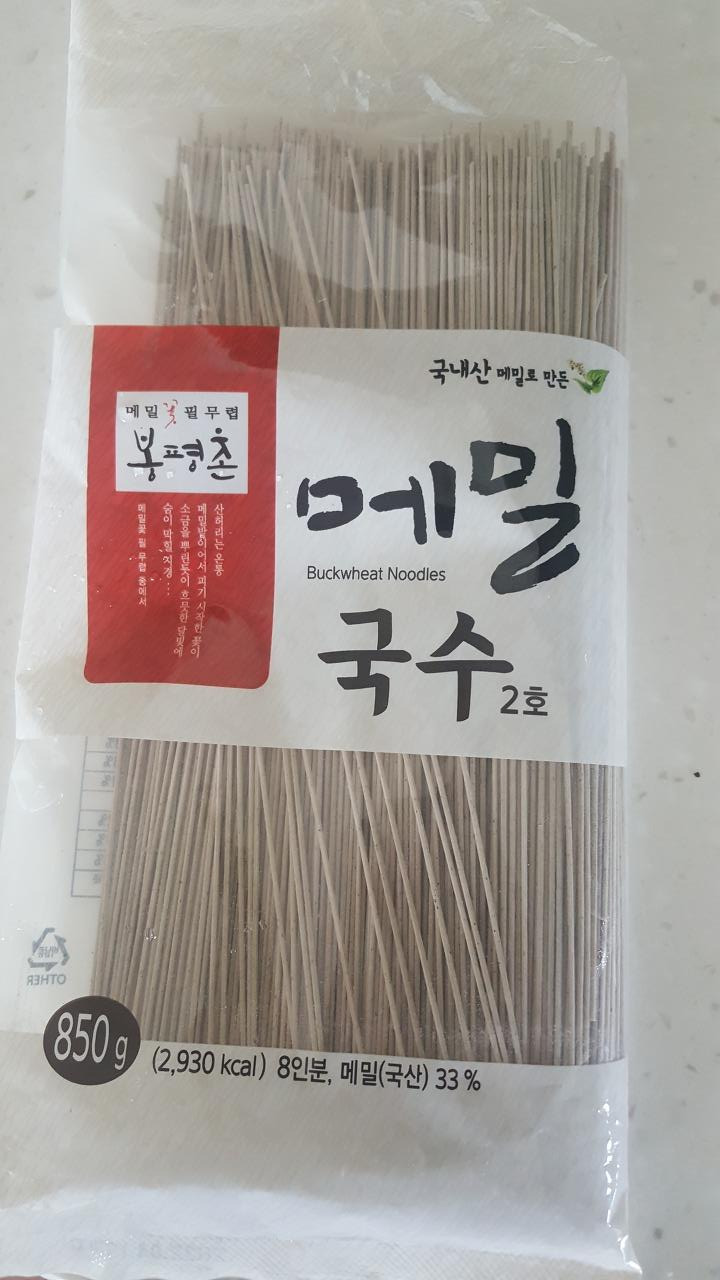 국내산 메밀로 만든
메밀꽃 필 무렵
봉평촌
메밀
Buckwheat Noodles
국수 2호
산허리는 온통
메밀밭이어서 피기 시작한 꽃이
소금을 뿌린듯이 흐뭇한 달빛에
숨이 막힐 지경...
메밀꽃 필 무렵 중에서
OTHER
850 g
(2,930 kcal) 8인분, 메밀(국산) 33 %